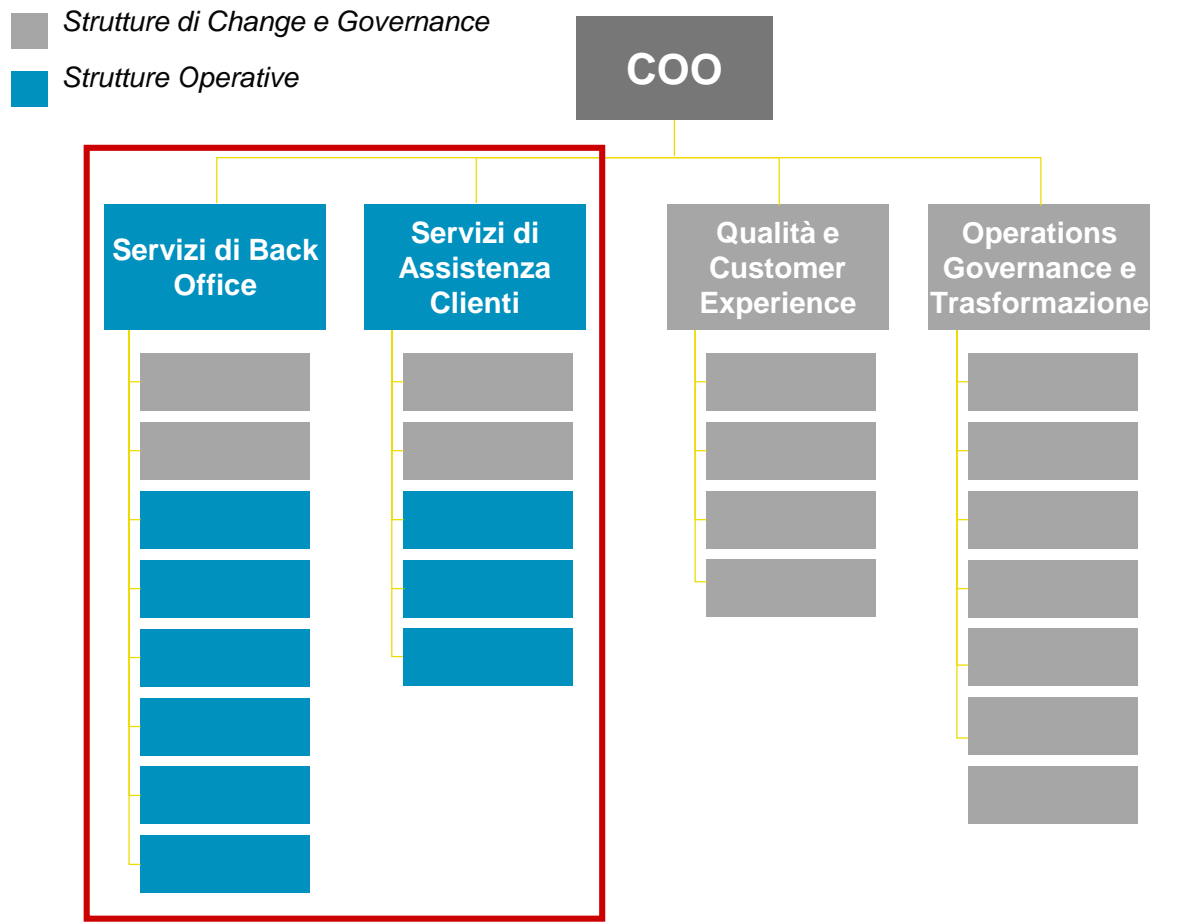 Strutture di Change e Governance
Strutture Operative
COO
Servizi di Back
Office
Servizi di
Assistenza
Clienti
Qualità e
Customer
Experience
Operations
Governance e
Trasformazione